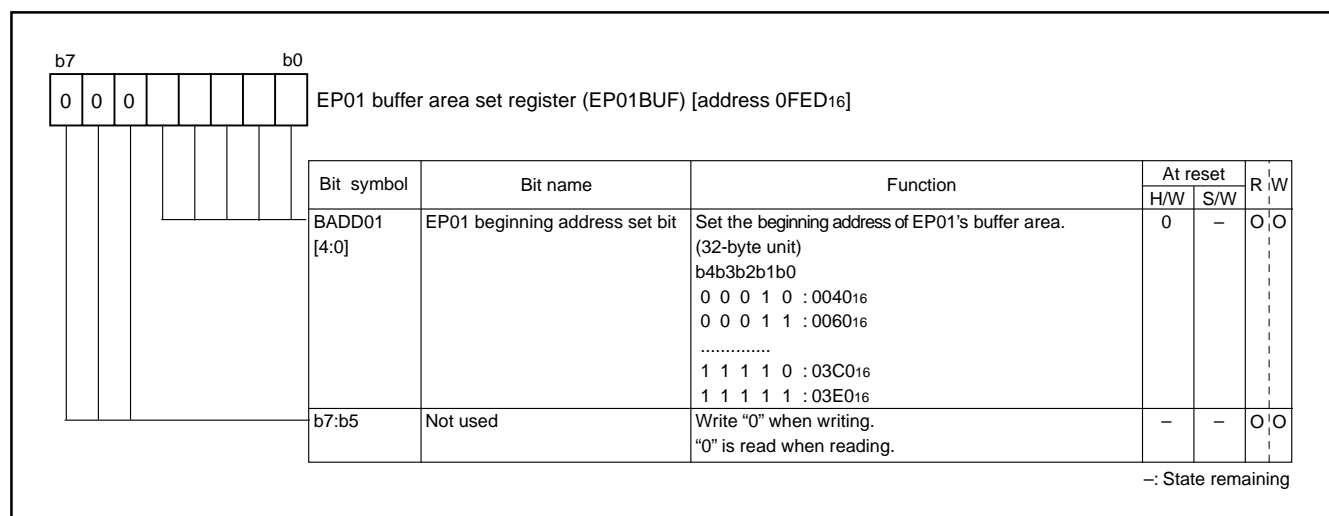 b7 b0
0 0 0
EP01 buffer area set register (EP01BUF) [address 0FED16]
Bit symbol Bit name Function At reset R W
H/W S/W
BADD01 EP01 beginning address set bit Set the beginning address of EP01's buffer area. 0 – O O
[4:0] (32-byte unit)
b4b3b2b1b0
0 0 0 1 0 : 004016
0 0 0 1 1 : 006016
..............
1 1 1 1 0 : 03C016
1 1 1 1 1 : 03E016
b7:b5 Not used Write “0” when writing. – – O O
“0” is read when reading.
–: State remaining